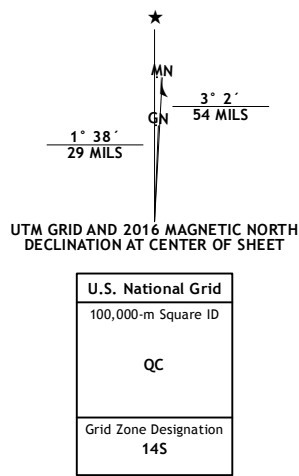 ★
MN
GN
3° 2´
54 MILS
1° 38´
29 MILS
UTM GRID AND 2016 MAGNETIC NORTH
DECLINATION AT CENTER OF SHEET
U.S. National Grid
100,000-m Square ID
QC
Grid Zone Designation
14S